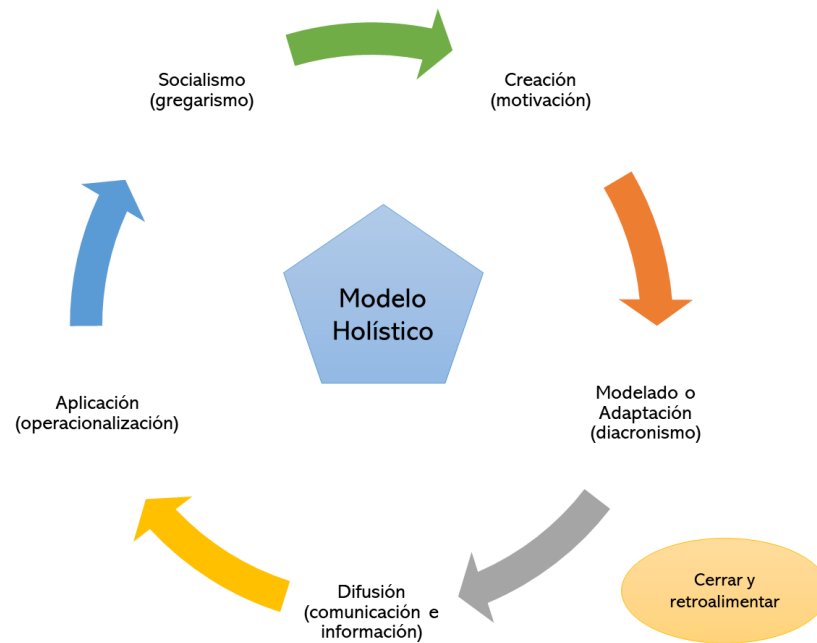 Socialismo
(gregarismo)
Creación
(motivación)
Modelo
Holístico
Aplicación
(operacionalización)
Modelado o
Adaptación
(diacronismo)
Difusión
(comunicación e
información)
Cerrar y
retroalimentar